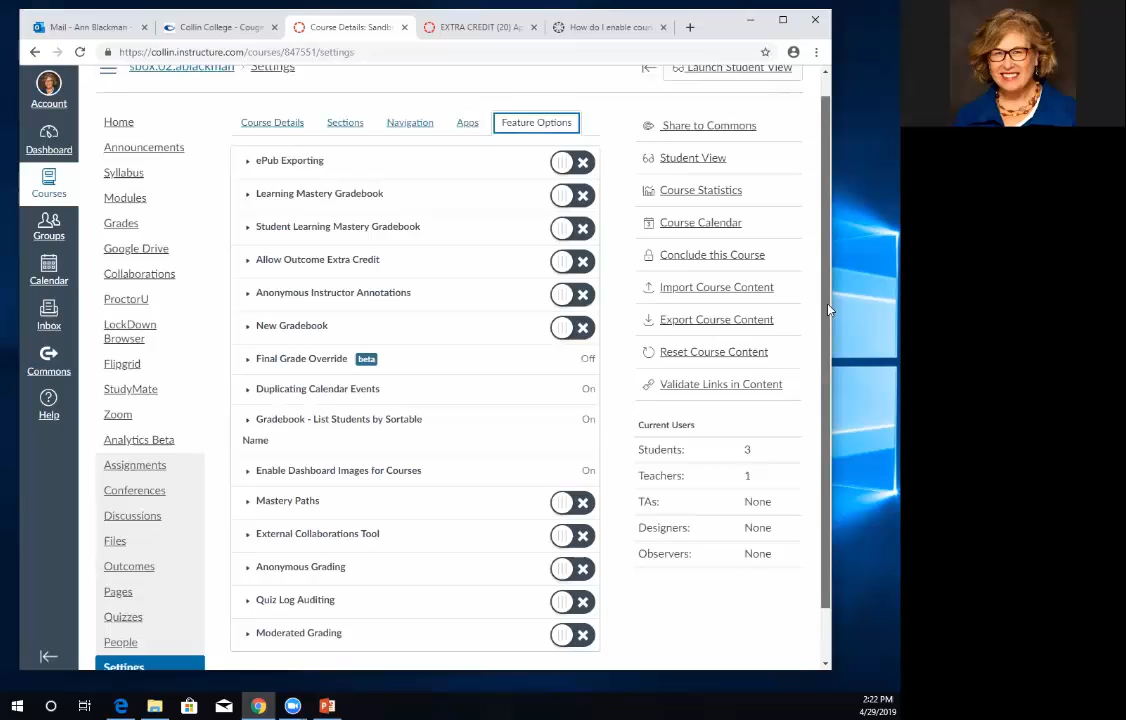 Mail - Ann Blackman -
Collin College - Coug
Course Details: Sandb
EXTRA CREDIT (20) Ap
How do I enable cour
https://collin.instructure.com/courses/847551/settings
sbox.02.ablackman
Settings
Launch Student View
Account
Dashboard
Courses
Groups
Calendar
Inbox
Commons
Help
Home
Announcements
Syllabus
Modules
Grades
Google Drive
Collaborations
ProctorU
LockDown
Browser
Flipgrid
StudyMate
Zoom
Analytics Beta
Assignments
Conferences
Discussions
Files
Outcomes
Pages
Quizzes
People
Settings
Course Details
Sections
Navigation
Apps
Feature Options
ePub Exporting
Learning Mastery Gradebook
Student Learning Mastery Gradebook
Allow Outcome Extra Credit
Anonymous Instructor Annotations
New Gradebook
Final Grade Override beta Off
Duplicating Calendar Events On
Gradebook - List Students by Sortable On
Name
Enable Dashboard Images for Courses On
Mastery Paths
External Collaborations Tool
Anonymous Grading
Quiz Log Auditing
Moderated Grading
Share to Commons
Student View
Course Statistics
Course Calendar
Conclude this Course
Import Course Content
Export Course Content
Reset Course Content
Validate Links in Content
Current Users
Students: 3
Teachers: 1
TAs: None
Designers: None
Observers: None
2:22 PM
4/29/2019